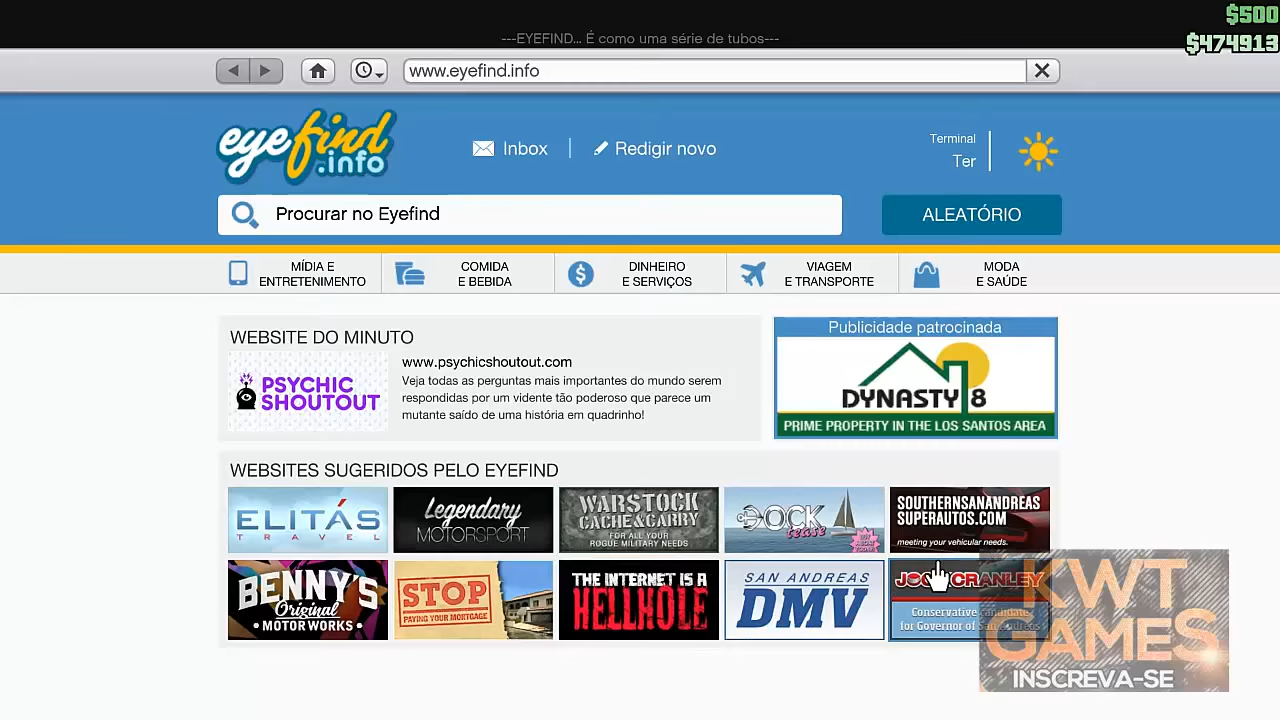 $500
---EYEFIND... É como uma série de tubos---
$474913
www.eyefind.info
eyefind
.info
Inbox
Redigir novo
Terminal
Ter
Procurar no Eyefind
ALEATÓRIO
MÍDIA E
ENTRETENIMENTO
COMIDA
E BEBIDA
DINHEIRO
E SERVIÇOS
VIAGEM
E TRANSPORTE
MODA
E SAÚDE
WEBSITE DO MINUTO
PSYCHIC
SHOUTOUT
www.psychicshoutout.com
Veja todas as perguntas mais importantes do mundo serem
respondidas por um vidente tão poderoso que parece um
mutante saído de uma história em quadrinho!
Publicidade patrocinada
DYNASTY 8
PRIME PROPERTY IN THE LOS SANTOS AREA
WEBSITES SUGERIDOS PELO EYEFIND
ELITÁS
TRAVEL
Legendary
MOTORSPORT
WARSTOCK
CACHE&CARRY
FOR ALL YOUR
ROGUE MILITARY NEEDS
DOCK
tease
SOUTHERNSANANDREAS
SUPERAUTOS.COM
meeting your vehicular needs.
BENNY'S
Original
• MOTOR WORKS •
STOP
PAYING YOUR MORTGAGE
THE INTERNET IS A
HELLHOLE
SAN ANDREAS
DMV
CRANLEY
Conservative candidate
for Governor of San Andreas
KWT
GAMES
INSCREVA-SE